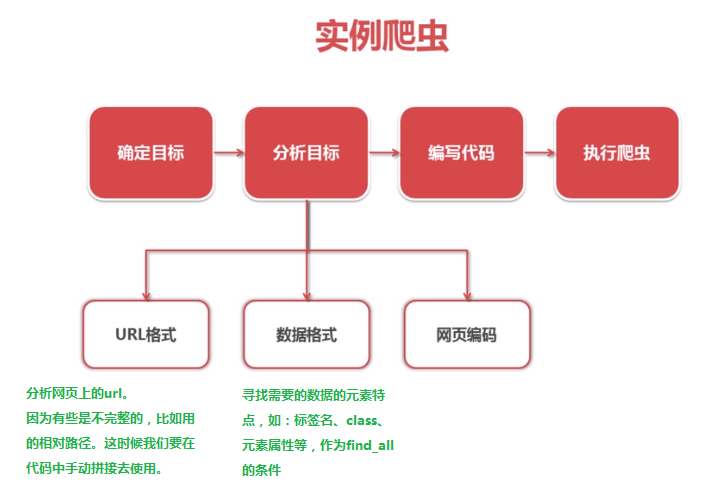 实例爬虫
确定目标
分析目标
编写代码
执行爬虫
URL格式
数据格式
网页编码
分析网页上的url。
因为有些是不完整的，比如用
的相对路径。这时候我们要在
代码中手动拼接去使用。
寻找需要的数据的元素特
点，如：标签名、class、
元素属性等，作为find_all
的条件